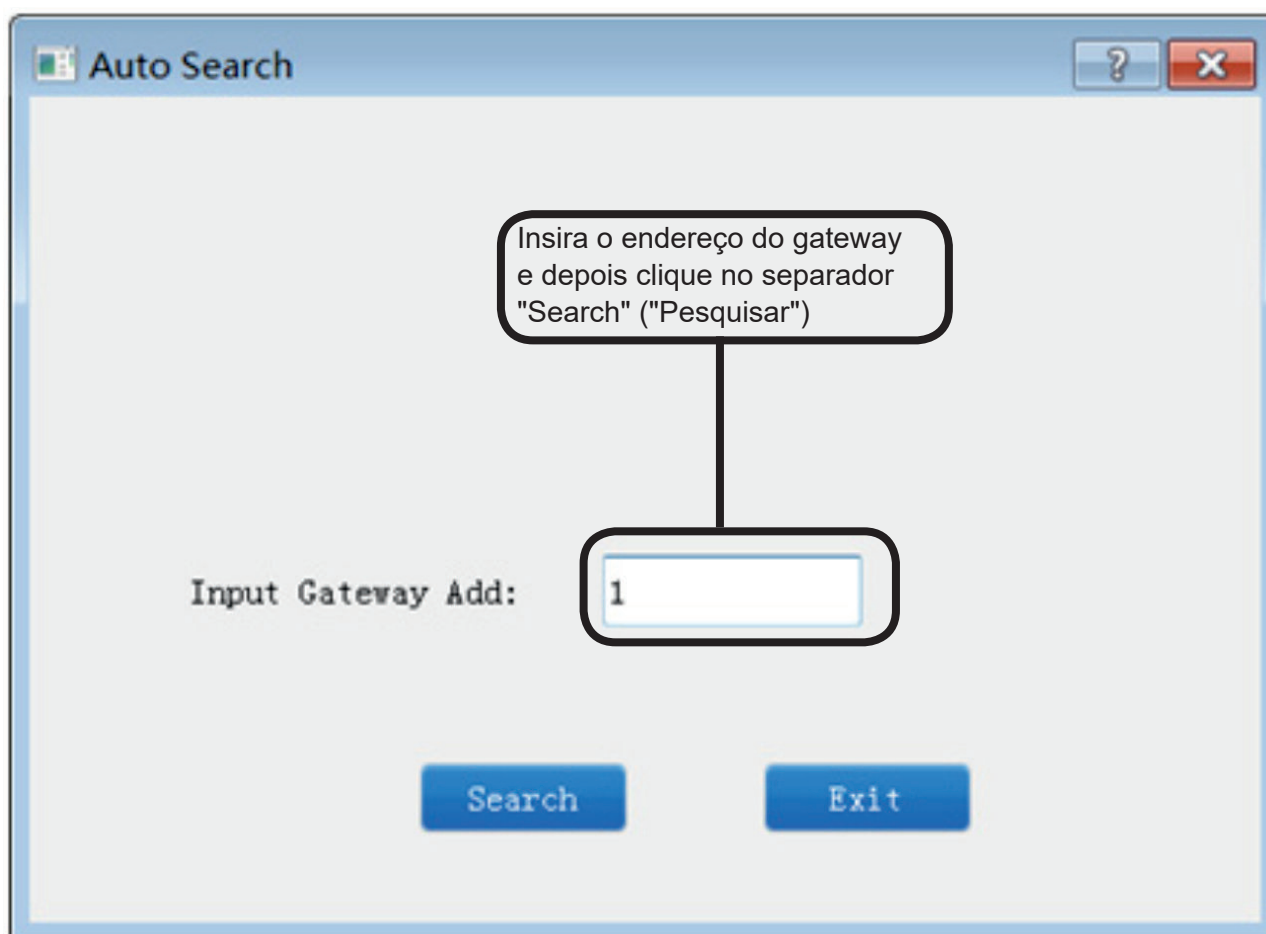 Auto Search
Insira o endereço do gateway
e depois clique no separador
"Search" ("Pesquisar")
Input Gateway Add:
1
Search
Exit